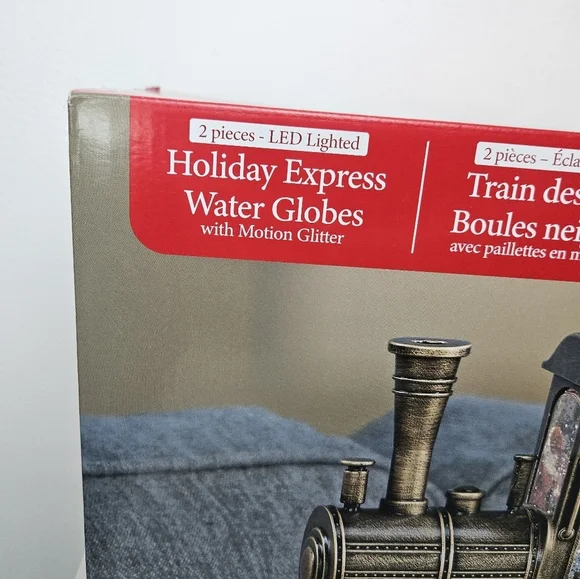 2 pieces - LED Lighted
Holiday Express
Water Globes
with Motion Glitter
2 pièces – Écla
Train des
Boules nei
avec paillettes en m